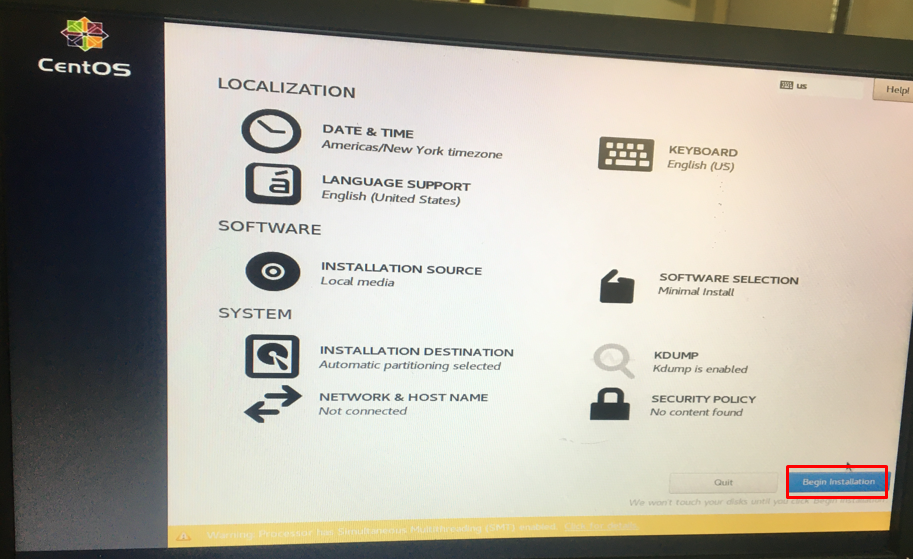 CentOS
us
Help!
LOCALIZATION
DATE & TIME
Americas/New York timezone
KEYBOARD
English (US)
á
LANGUAGE SUPPORT
English (United States)
SOFTWARE
INSTALLATION SOURCE
Local media
SOFTWARE SELECTION
Minimal Install
SYSTEM
INSTALLATION DESTINATION
Automatic partitioning selected
KDUMP
Kdump is enabled
NETWORK & HOST NAME
Not connected
SECURITY POLICY
No content found
Quit
Begin Installation
We won't touch your disks until you click 'Begin Installation'
Warning: Processor has Simultaneous Multithreading (SMT) enabled Click for details.